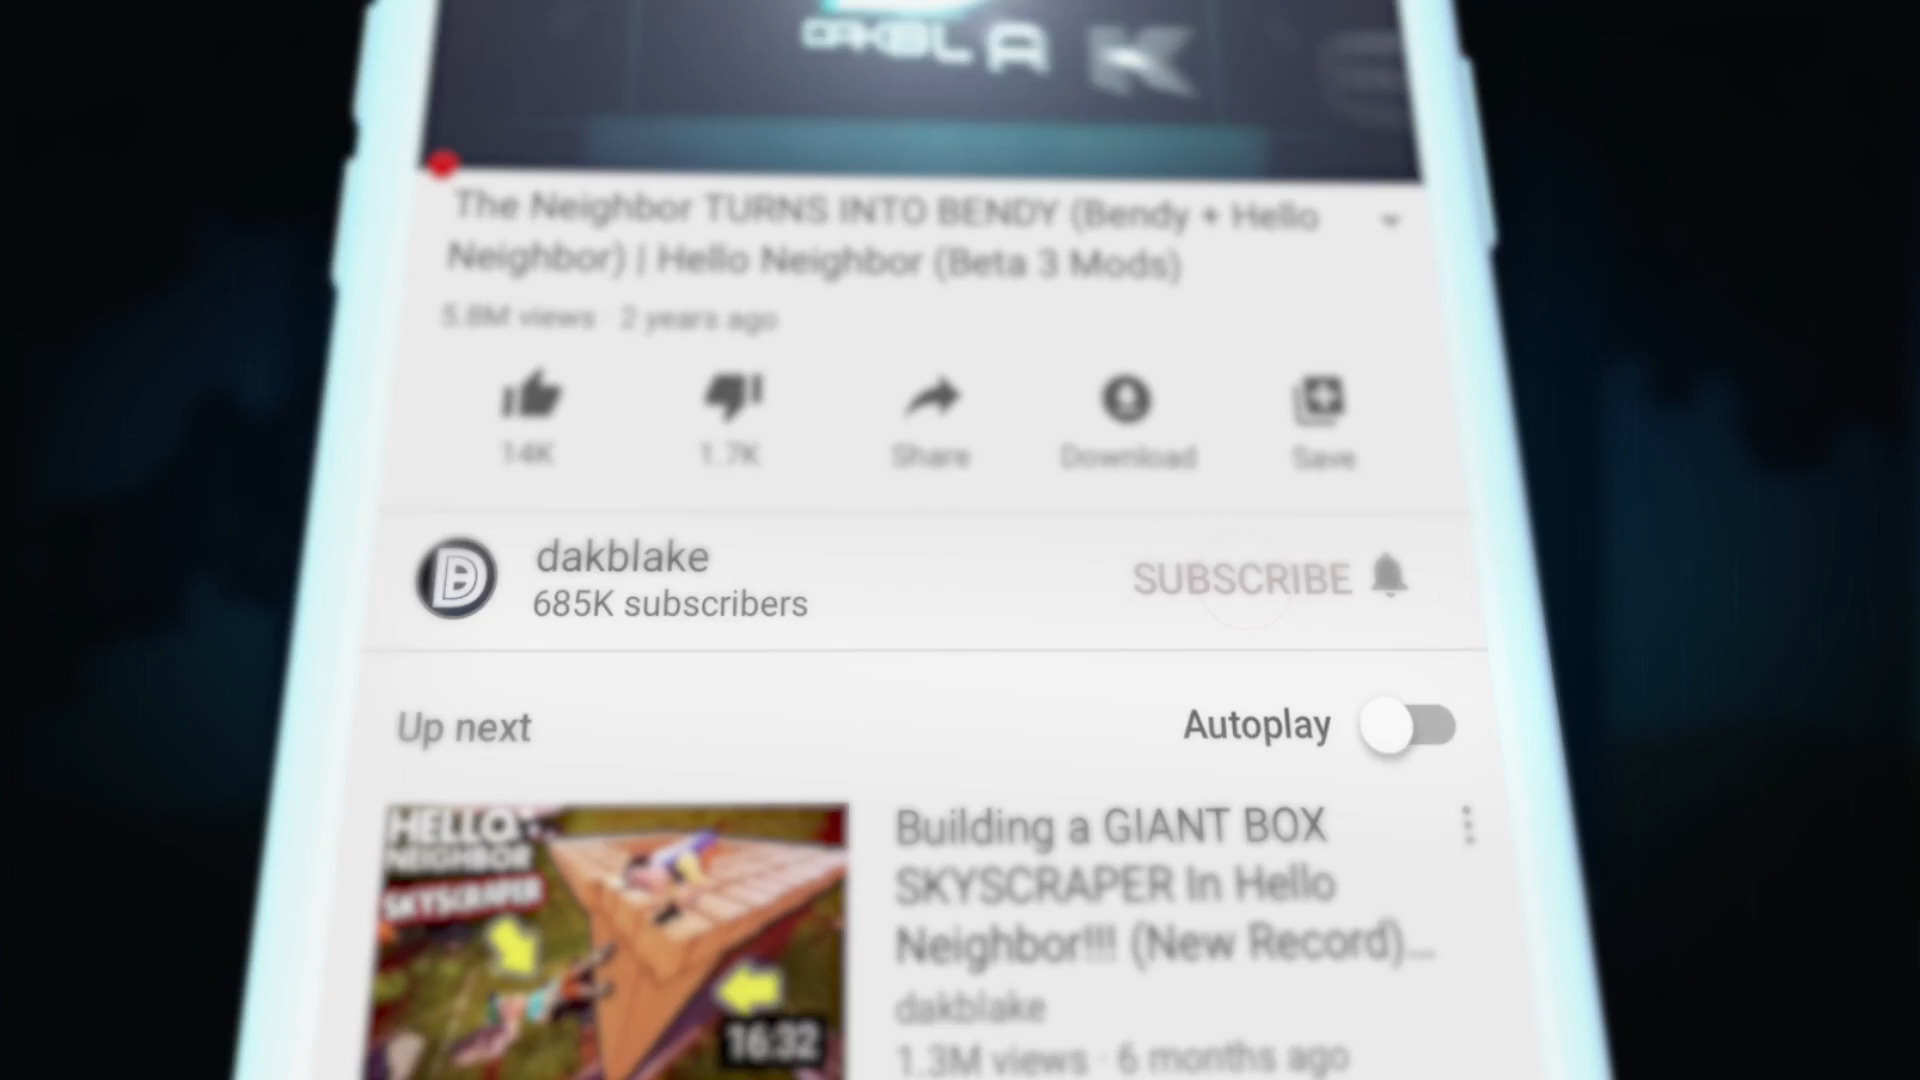 DAKBLAK
The Neighbor TURNS INTO BENDY (Bendy + Hello
Neighbor) | Hello Neighbor (Beta 3 Mods)
5.8M views · 2 years ago
14K
1.7K
Share
Download
Save
dakblake
685K subscribers
SUBSCRIBE
Up next
Autoplay
HELLO
NEIGHBOR
SKYSCRAPER
16:32
Building a GIANT BOX
SKYSCRAPER In Hello
Neighbor!!! (New Record)...
dakblake
1.3M views · 6 months ago